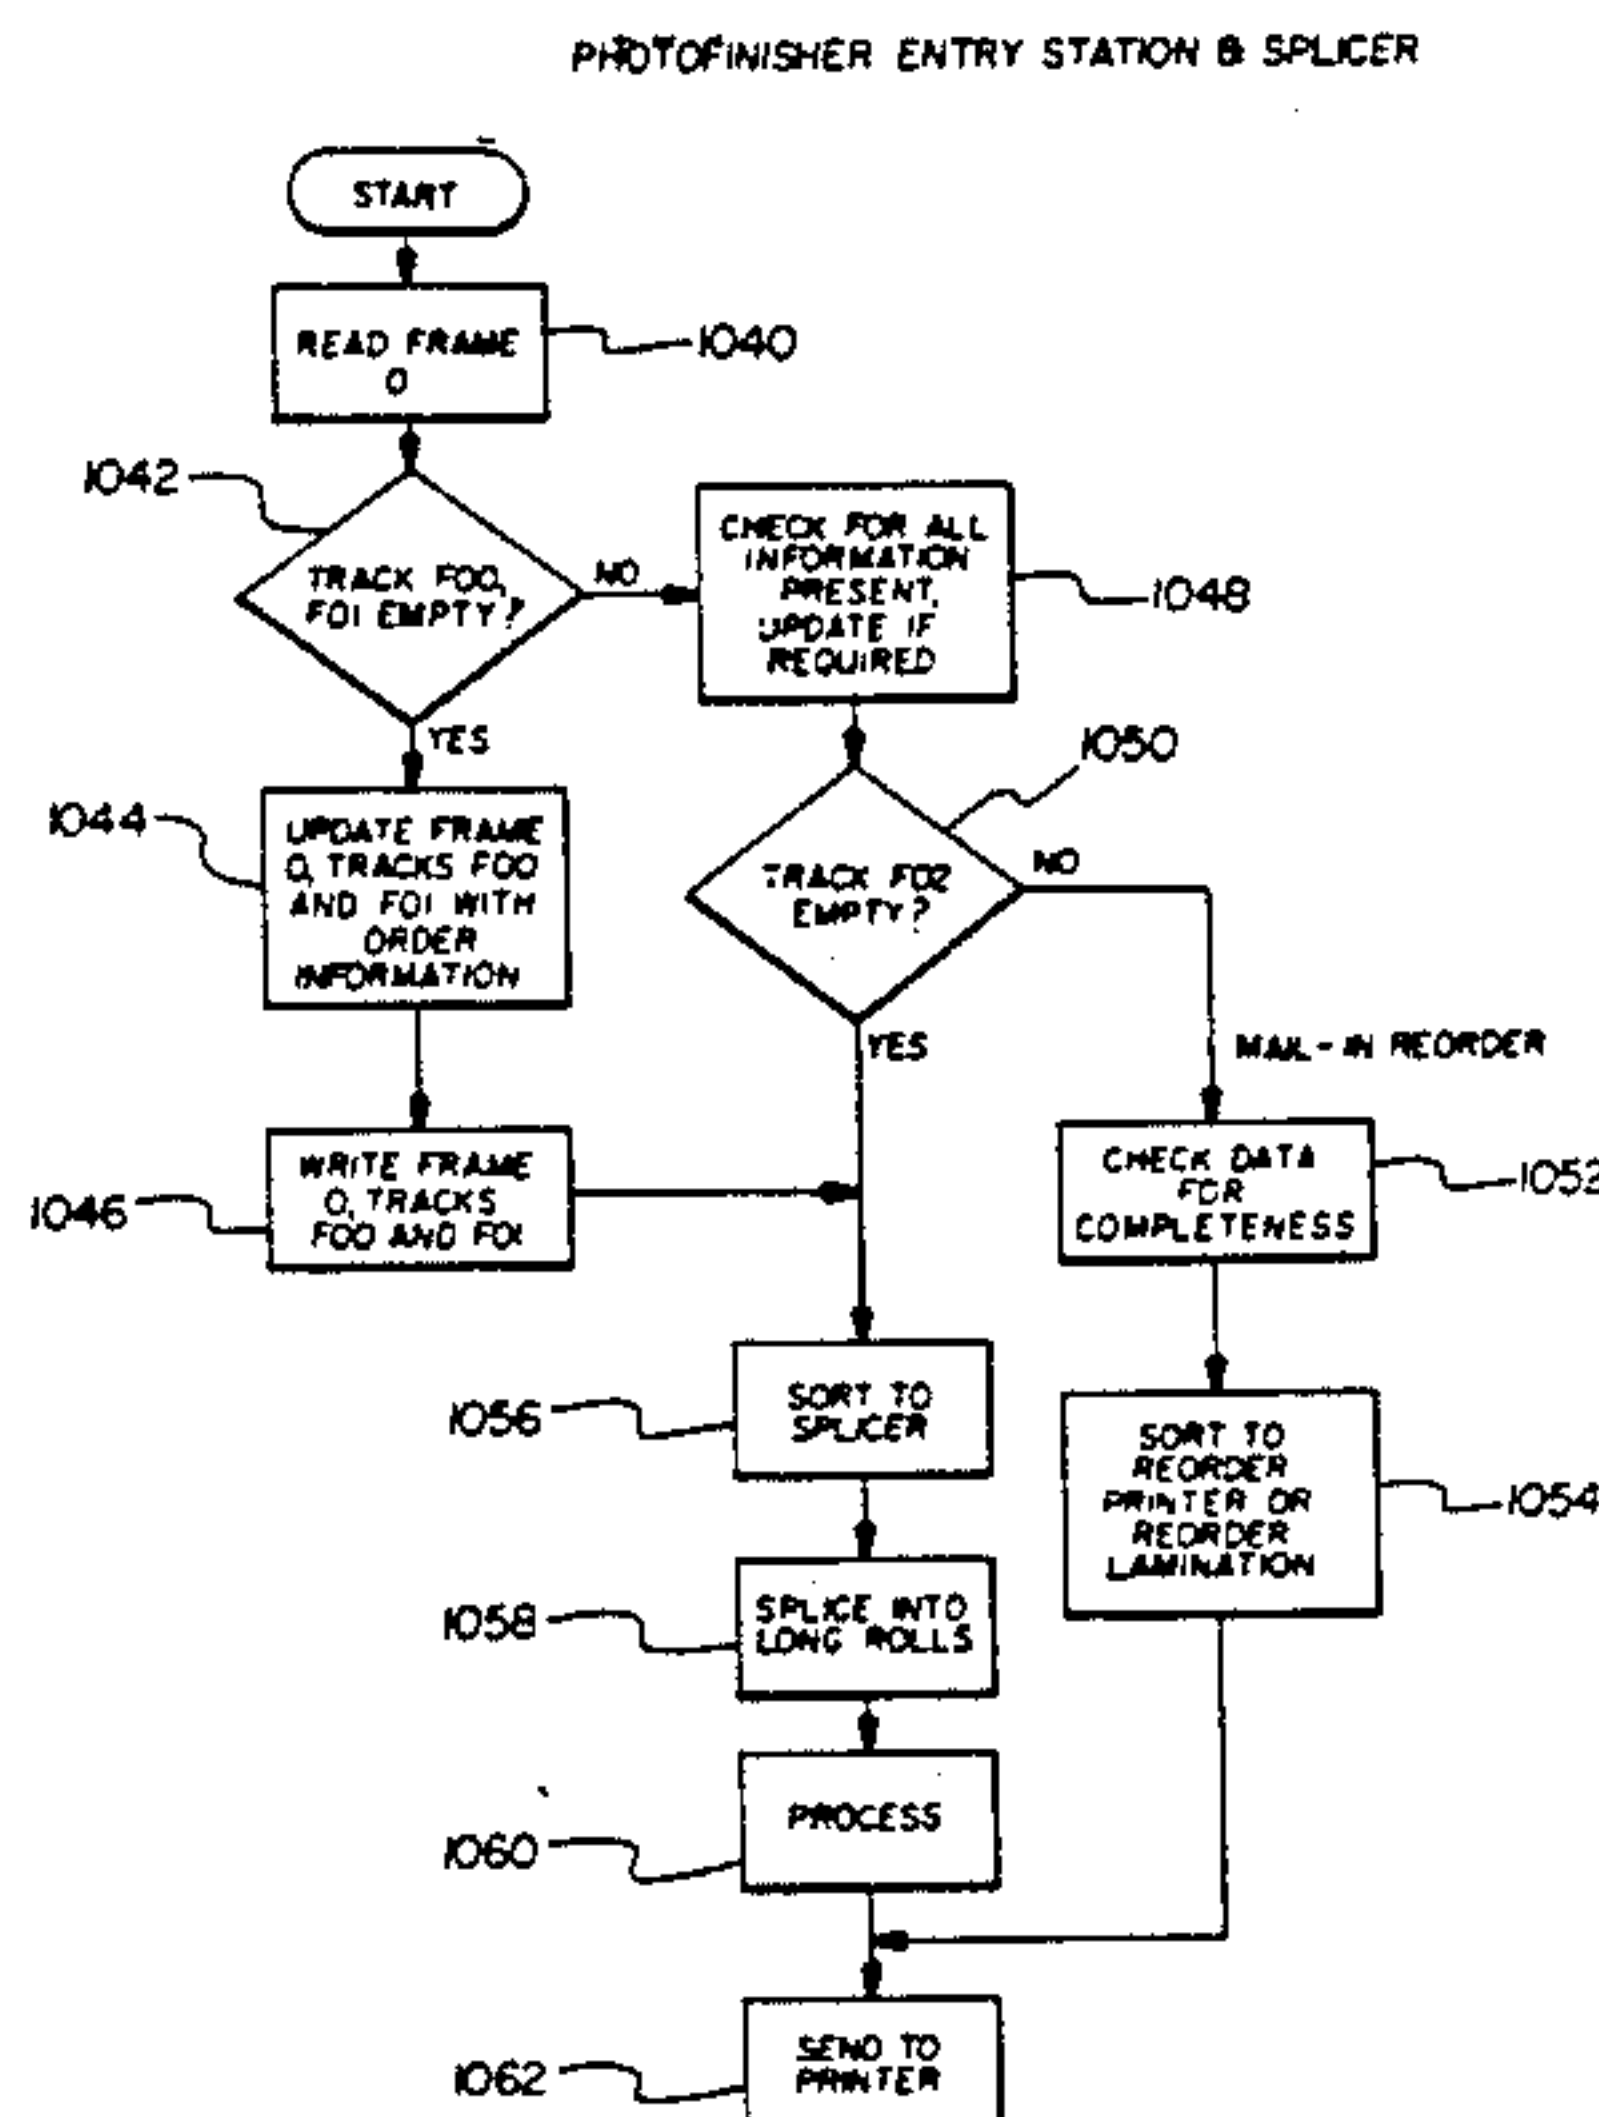 PHOTOFINISHER ENTRY STATION & SPLICER
START
READ FRAME
0
1040
1042
TRACK F00,
F01 EMPTY?
NO
YES
CHECK FOR ALL
INFORMATION
PRESENT,
UPDATE IF
REQUIRED
1048
1044
UPDATE FRAME
0, TRACKS F00
AND F01 WITH
ORDER
INFORMATION
1050
TRACK F02
EMPTY?
NO
YES
MAIL-IN REORDER
1046
WRITE FRAME
0, TRACKS
F00 AND F01
CHECK DATA
FOR
COMPLETENESS
1052
1056
SORT TO
SPLICER
SORT TO
REORDER
PRINTER OR
REORDER
LAMINATION
1054
1058
SPLICE INTO
LONG ROLLS
1060
PROCESS
1062
SEND TO
PRINTER